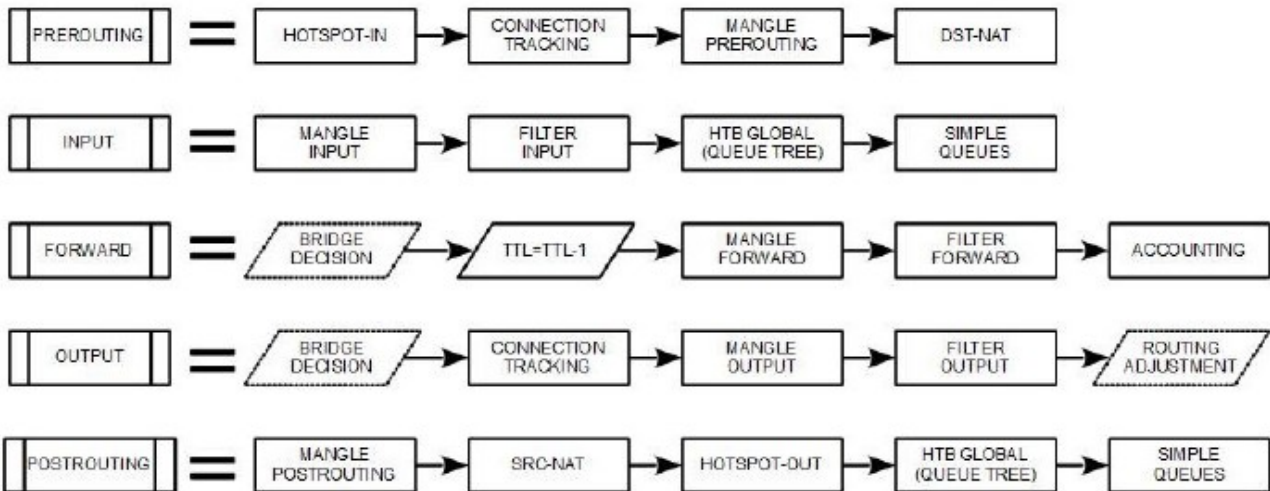 PREROUTING = HOTSPOT-IN CONNECTION TRACKING MANGLE PREROUTING DST-NAT
INPUT = MANGLE INPUT FILTER INPUT HTB GLOBAL (QUEUE TREE) SIMPLE QUEUES
FORWARD = BRIDGE DECISION TTL=TTL-1 MANGLE FORWARD FILTER FORWARD ACCOUNTING
OUTPUT = BRIDGE DECISION CONNECTION TRACKING MANGLE OUTPUT FILTER OUTPUT ROUTING ADJUSTMENT
POSTROUTING = MANGLE POSTROUTING SRC-NAT HOTSPOT-OUT HTB GLOBAL (QUEUE TREE) SIMPLE QUEUES